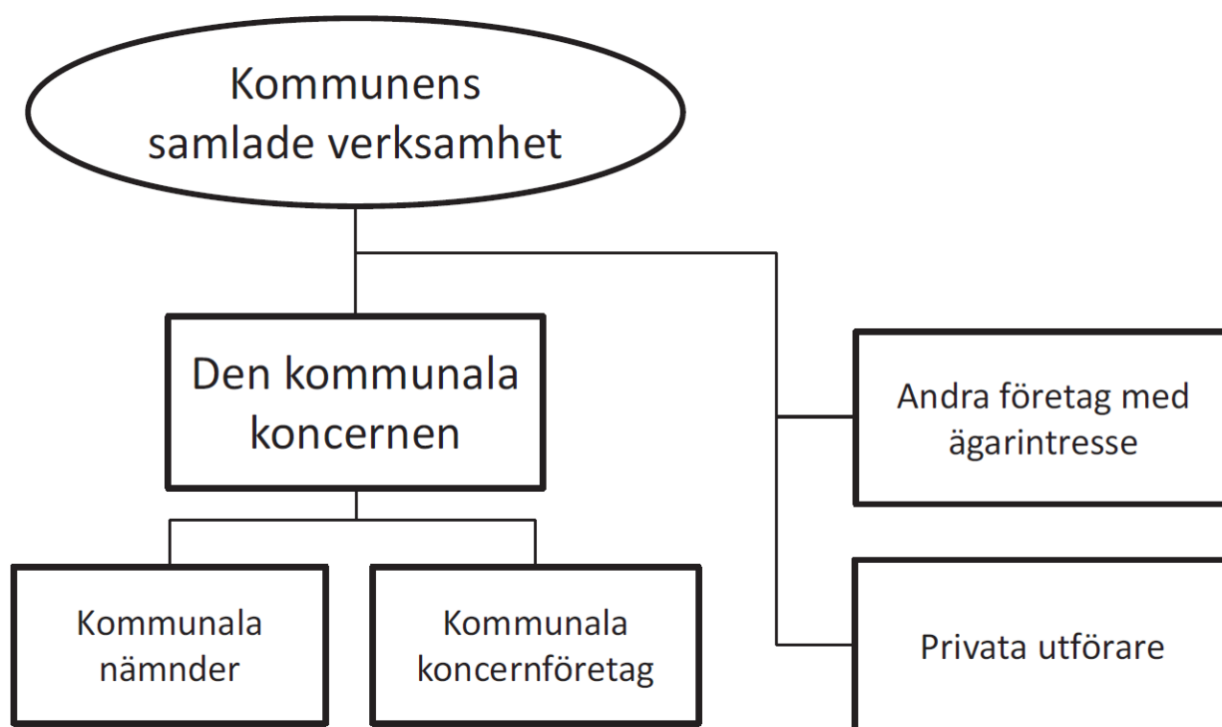 Kommunens
samlade verksamhet
Den kommunala
koncernen
Andra företag med
ägarintresse
Kommunala
nämnder
Kommunala
koncernföretag
Privata utförare